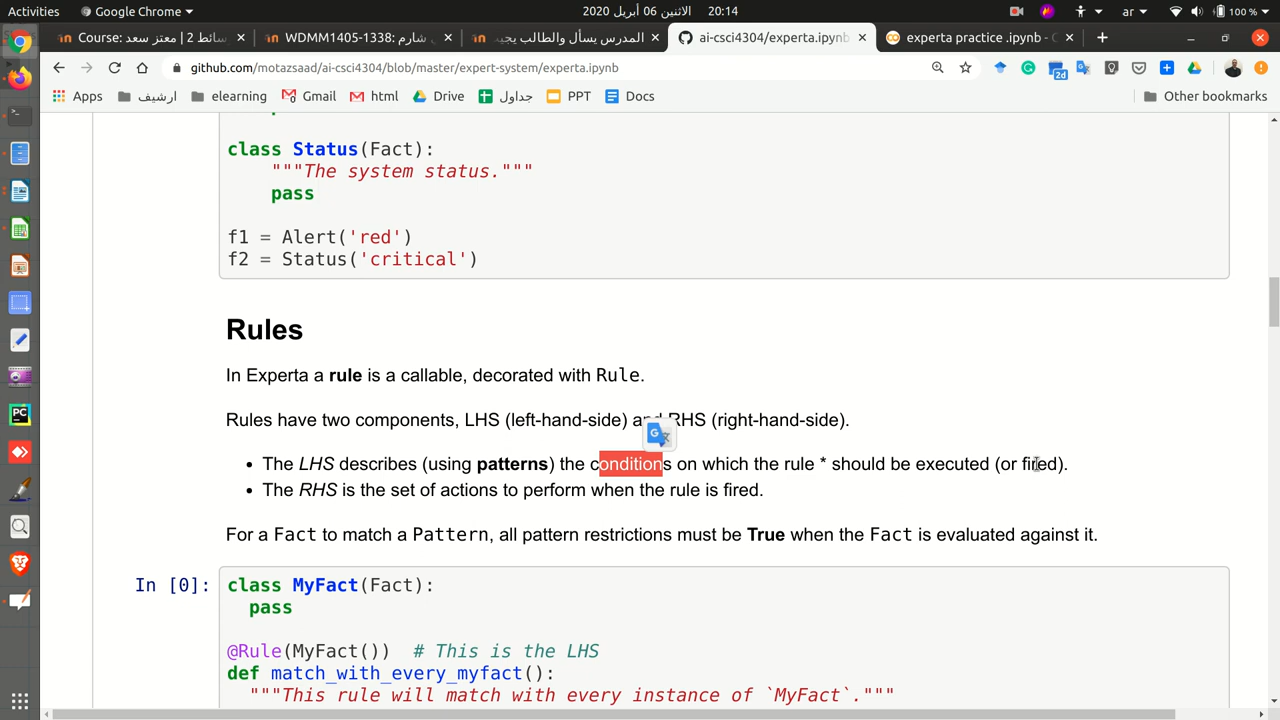 Activities Google Chrome الاثنين 06 أبريل 2020 20:14 ar 100 %
Course: وسائط 2 | معتز سعد WDMM1405-1338: المدرس يسأل والطالب يجيب ai-csci4304/experta.ipynb experta practice .ipynb - C
github.com/motazsaad/ai-csci4304/blob/master/expert-system/experta.ipynb 2d
Apps ارشيف elearning Gmail html Drive جداول PPT Docs Other bookmarks
class Status(Fact):
"""The system status."""
pass
f1 = Alert('red')
f2 = Status('critical')
Rules
In Experta a rule is a callable, decorated with Rule.
Rules have two components, LHS (left-hand-side) and RHS (right-hand-side).
• The LHS describes (using patterns) the conditions on which the rule * should be executed (or fired).
• The RHS is the set of actions to perform when the rule is fired.
For a Fact to match a Pattern, all pattern restrictions must be True when the Fact is evaluated against it.
In [0]: class MyFact(Fact):
pass
@Rule(MyFact()) # This is the LHS
def match_with_every_myfact():
"""This rule will match with every instance of `MyFact`."""